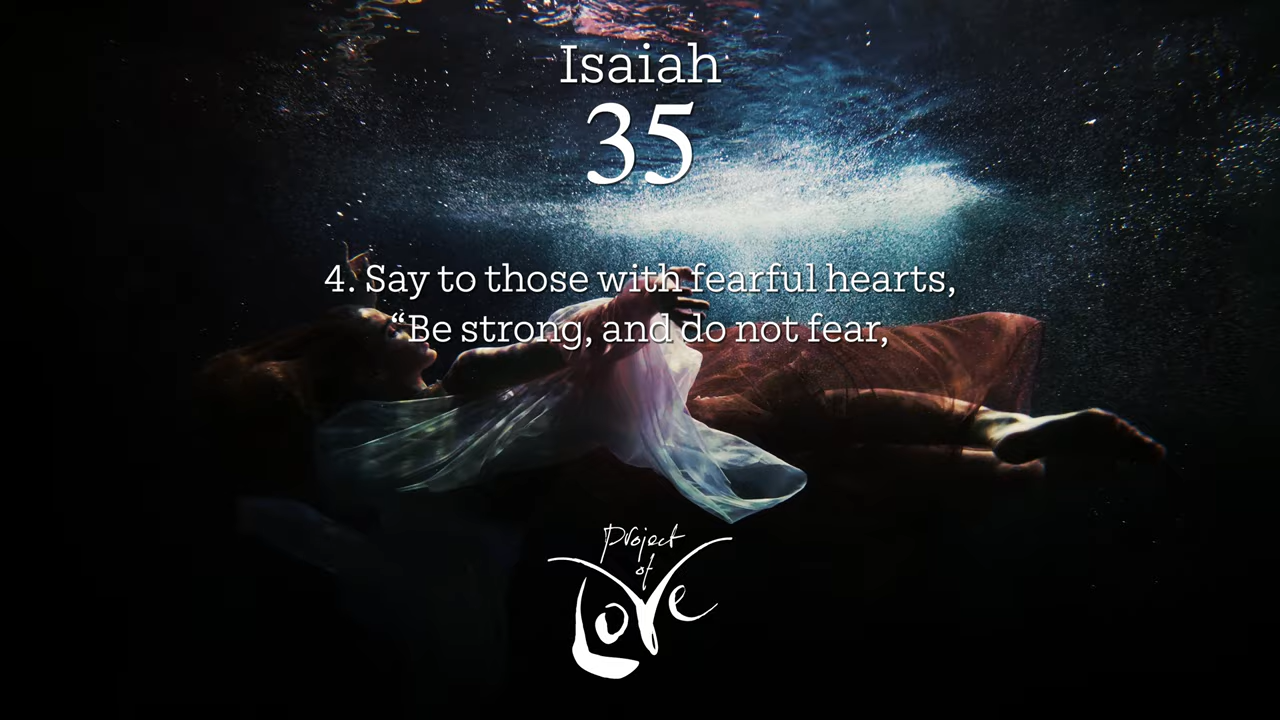 Isaiah
35
4. Say to those with fearful hearts,
“Be strong, and do not fear,
project
of
Love